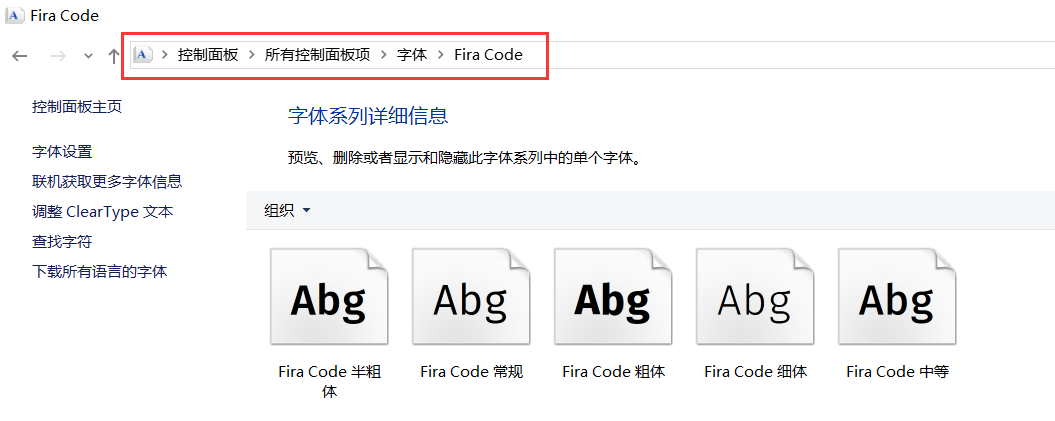 Fira Code
控制面板 > 所有控制面板项 > 字体 > Fira Code
控制面板主页
字体设置
联机获取更多字体信息
调整 ClearType 文本
查找字符
下载所有语言的字体
字体系列详细信息
预览、删除或者显示和隐藏此字体系列中的单个字体。
组织
Abg Abg Abg Abg Abg
Fira Code 半粗
体
Fira Code 常规
Fira Code 粗体
Fira Code 细体
Fira Code 中等